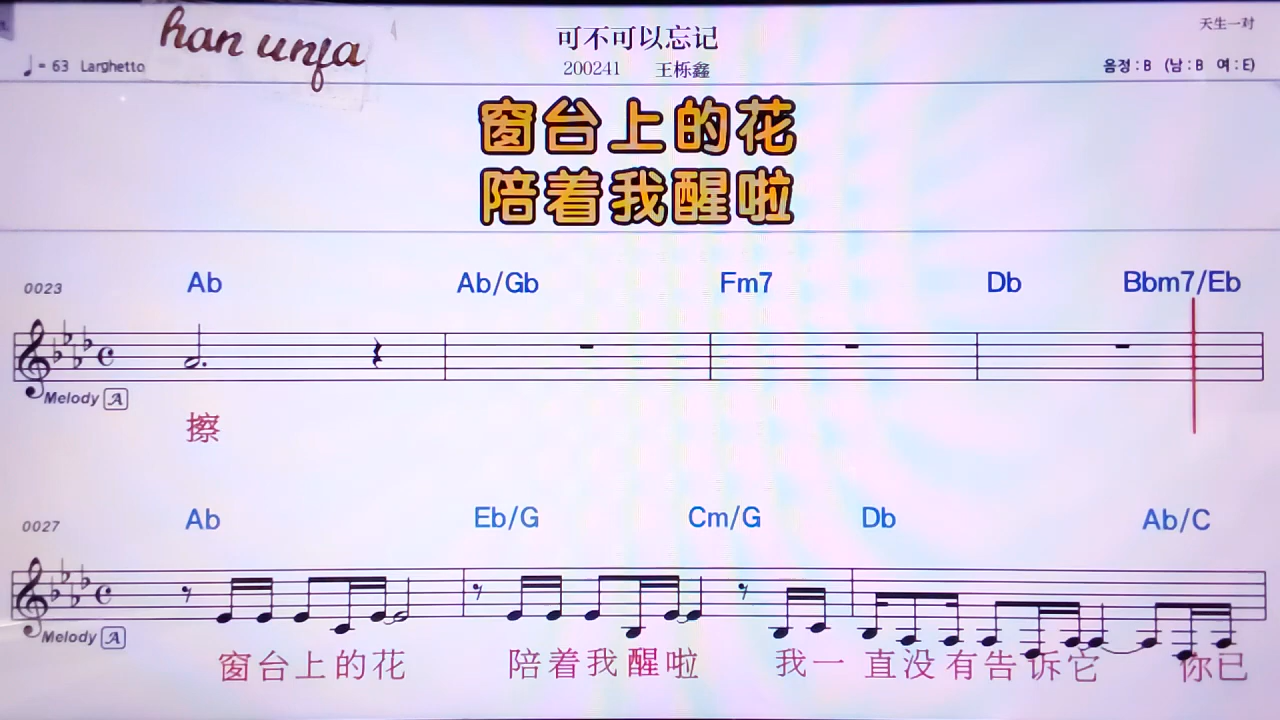 han unfa
可不可以忘记
天生一对
♩= 63 Larghetto
200241 王栎鑫
음정 : B (남 : B 여 : E)
窗台上的花
陪着我醒啦
0023 Ab Ab/Gb Fm7 Db Bbm7/Eb
Melody A
擦
0027 Ab Eb/G Cm/G Db Ab/C
Melody A
窗台上的花 陪着我醒啦 我一直没有告诉它 你已